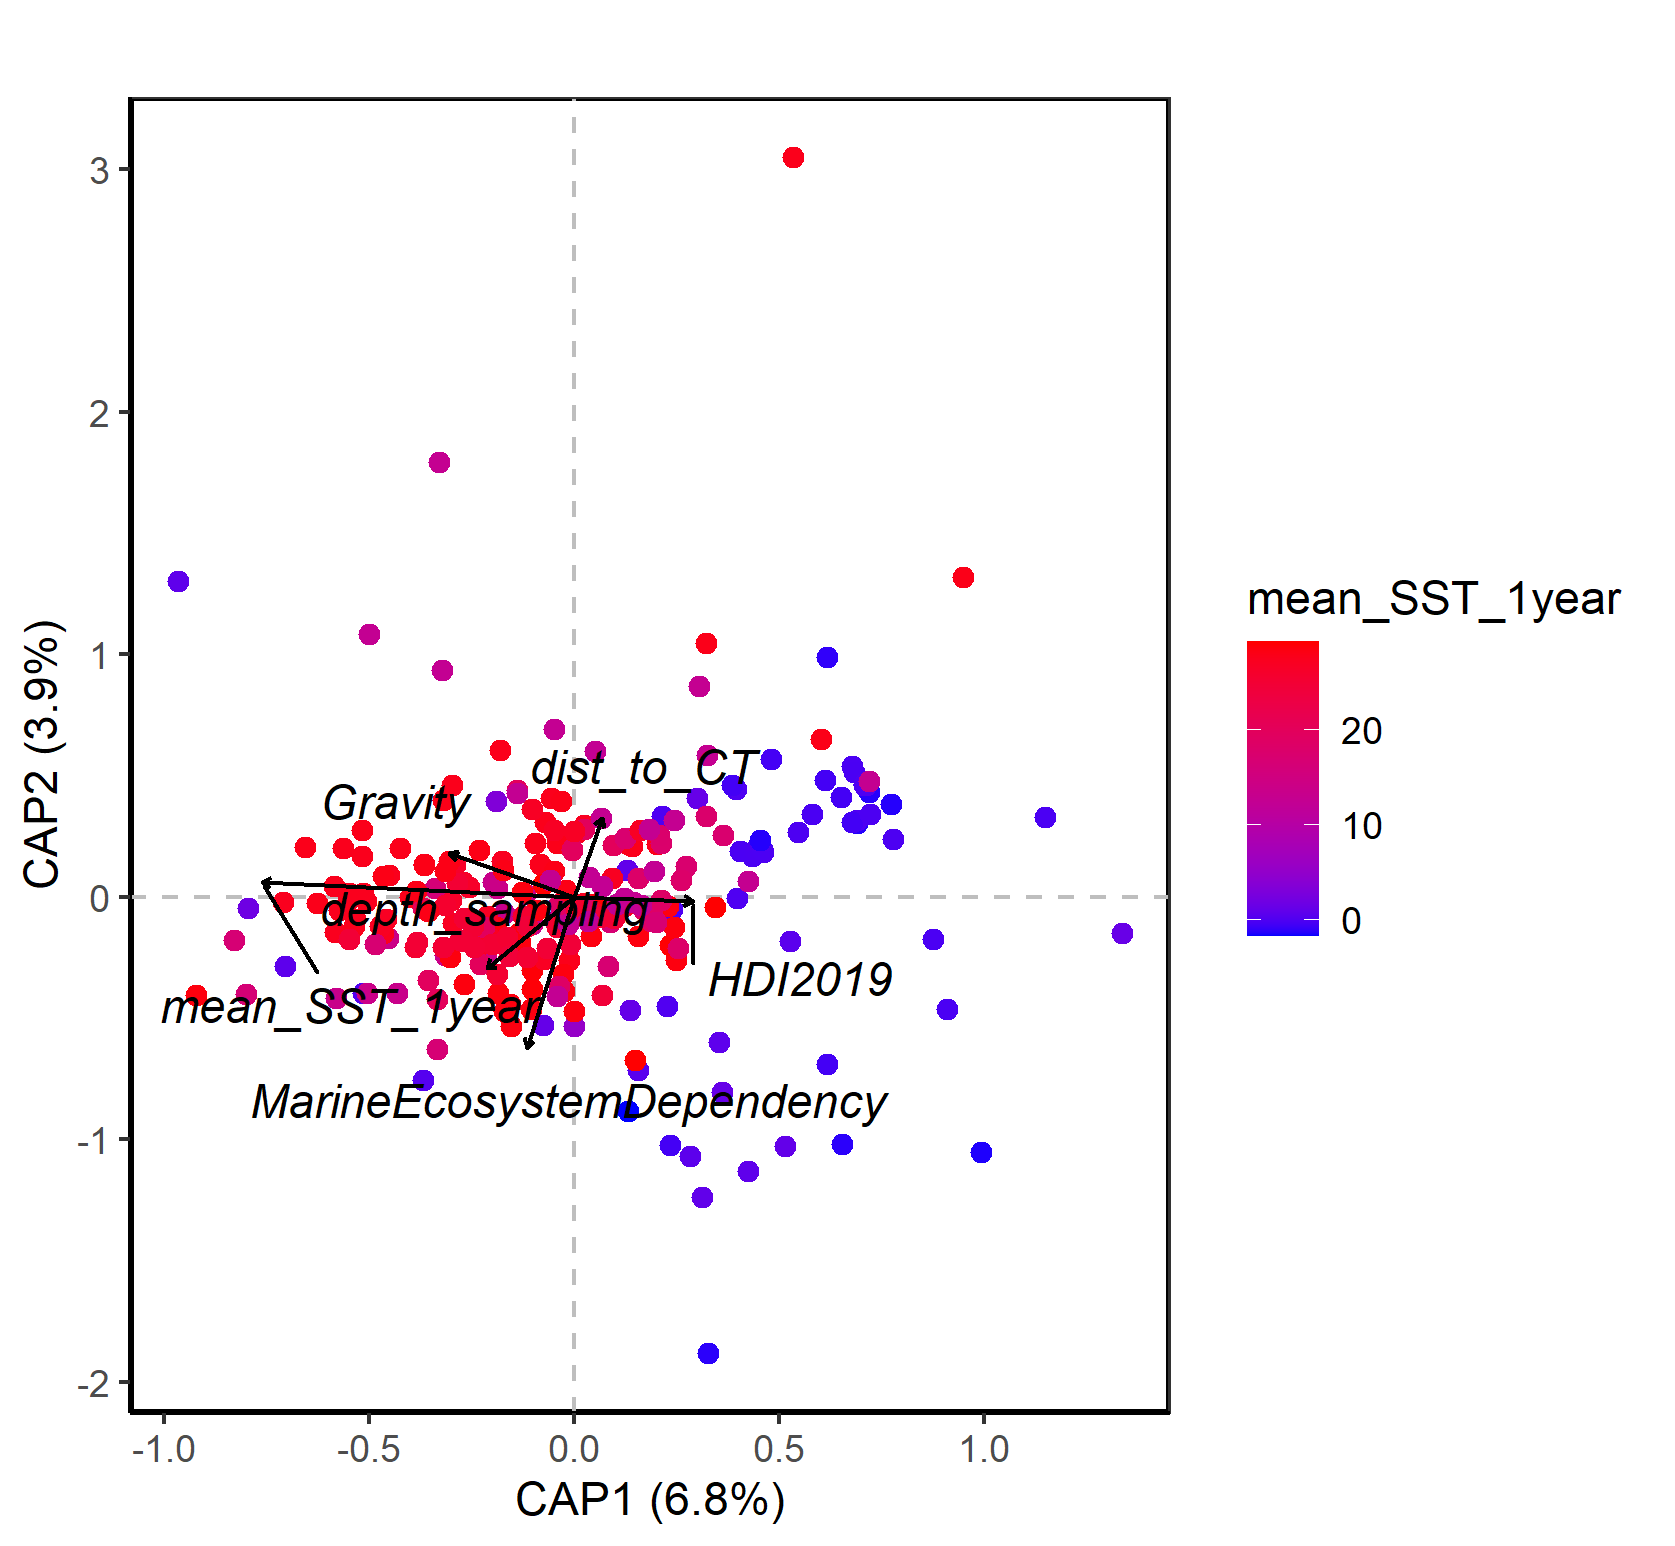 3
2
1
0
-1
-2
CAP2 (3.9%)
dist_to_CT
Gravity
depth_sampling
HDI2019
mean_SST_1year
MarineEcosystemDependency
-1.0
-0.5
0.0
0.5
1.0
CAP1 (6.8%)
mean_SST_1year
20
10
0